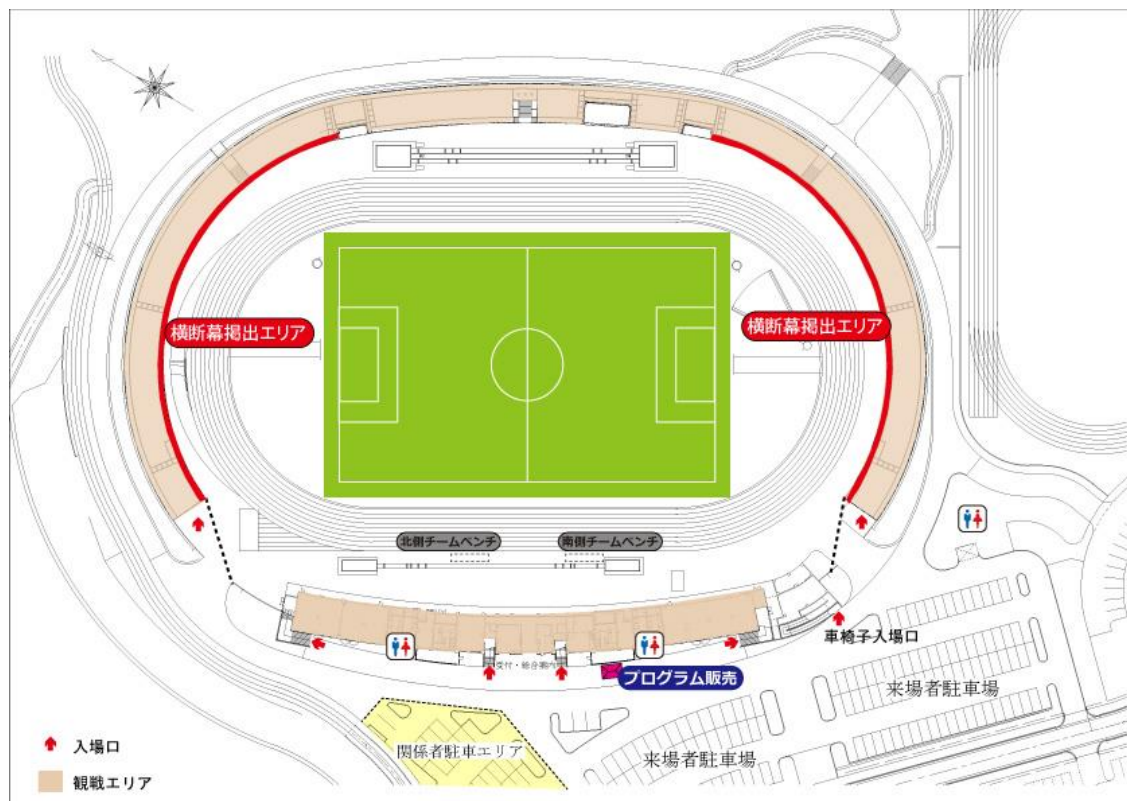 横断幕掲出エリア
横断幕掲出エリア
北側チームベンチ
南側チームベンチ
車椅子入場口
受付・総合案内
プログラム販売
来場者駐車場
関係者駐車エリア
来場者駐車場
入場口
観戦エリア